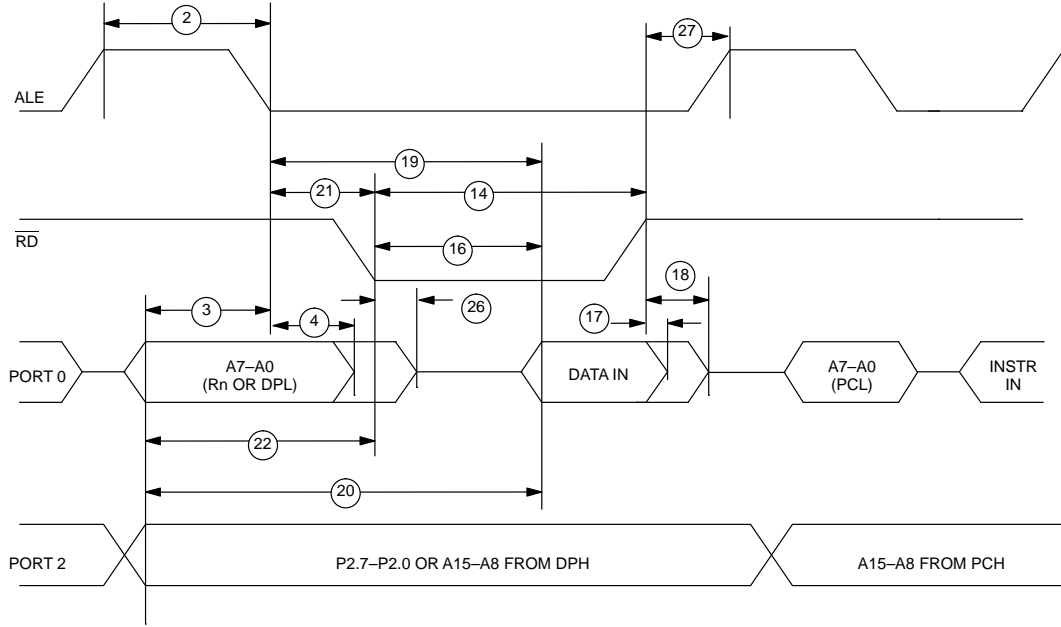 2
27
ALE
19
21
14
RD
16
18
3
4
26
17
PORT 0
A7–A0
(Rn OR DPL)
DATA IN
A7–A0
(PCL)
INSTR
IN
22
20
PORT 2
P2.7–P2.0 OR A15–A8 FROM DPH
A15–A8 FROM PCH